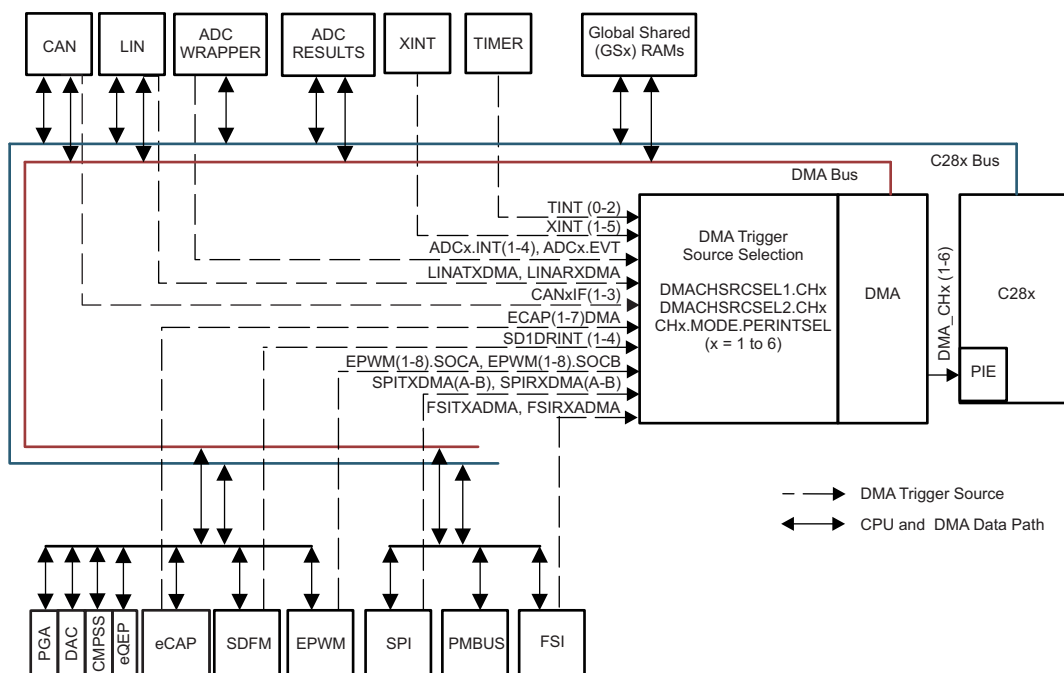 CAN
LIN
ADC
WRAPPER
ADC
RESULTS
XINT
TIMER
Global Shared
(GSx) RAMs
C28x Bus
DMA Bus
TINT (0-2)
XINT (1-5)
ADCx.INT(1-4), ADCx.EVT
LINATXDMA, LINARXDMA
CANxIF(1-3)
ECAP(1-7)DMA
SD1DRINT (1-4)
EPWM(1-8).SOCA, EPWM(1-8).SOCB
SPITXDMA(A-B), SPIRXDMA(A-B)
FSITXADMA, FSIRXADMA
DMA Trigger
Source Selection
DMACHSRCSEL1.CHx
DMACHSRCSEL2.CHx
CHx.MODE.PERINTSEL
(x = 1 to 6)
DMA
DMA_CHx (1-6)
C28x
PIE
DMA Trigger Source
CPU and DMA Data Path
PGA
DAC
CMPSS
eQEP
eCAP
SDFM
EPWM
SPI
PMBUS
FSI